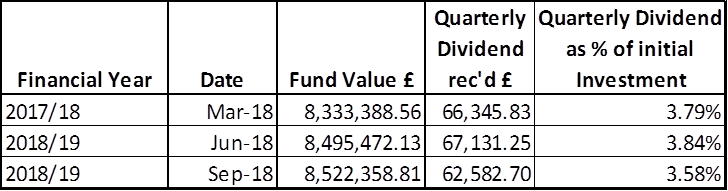 Financial Year Date Fund Value £ Quarterly Dividend rec'd £ Quarterly Dividend as % of initial Investment
2017/18 Mar-18 8,333,388.56 66,345.83 3.79%
2018/19 Jun-18 8,495,472.13 67,131.25 3.84%
2018/19 Sep-18 8,522,358.81 62,582.70 3.58%